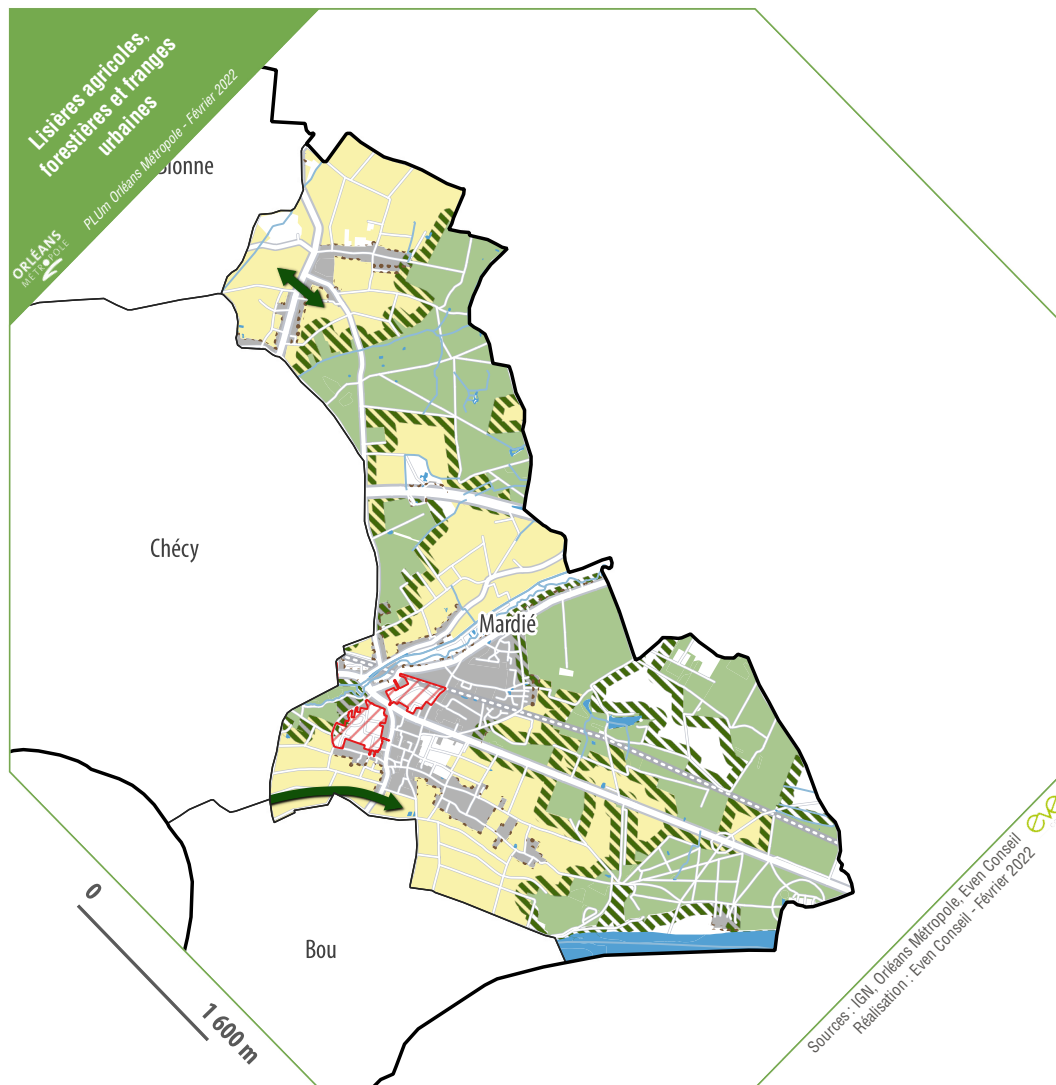 Lisières agricoles,
forestières et franges
urbaines
PLUm Orléans Métropole - Février 2022
ORLÉANS
MÉTROPOLE
Chécy
Mardié
Bou
0
1 600 m
Sources : IGN, Orléans Métropole, Even Conseil
Réalisation : Even Conseil - Février 2022